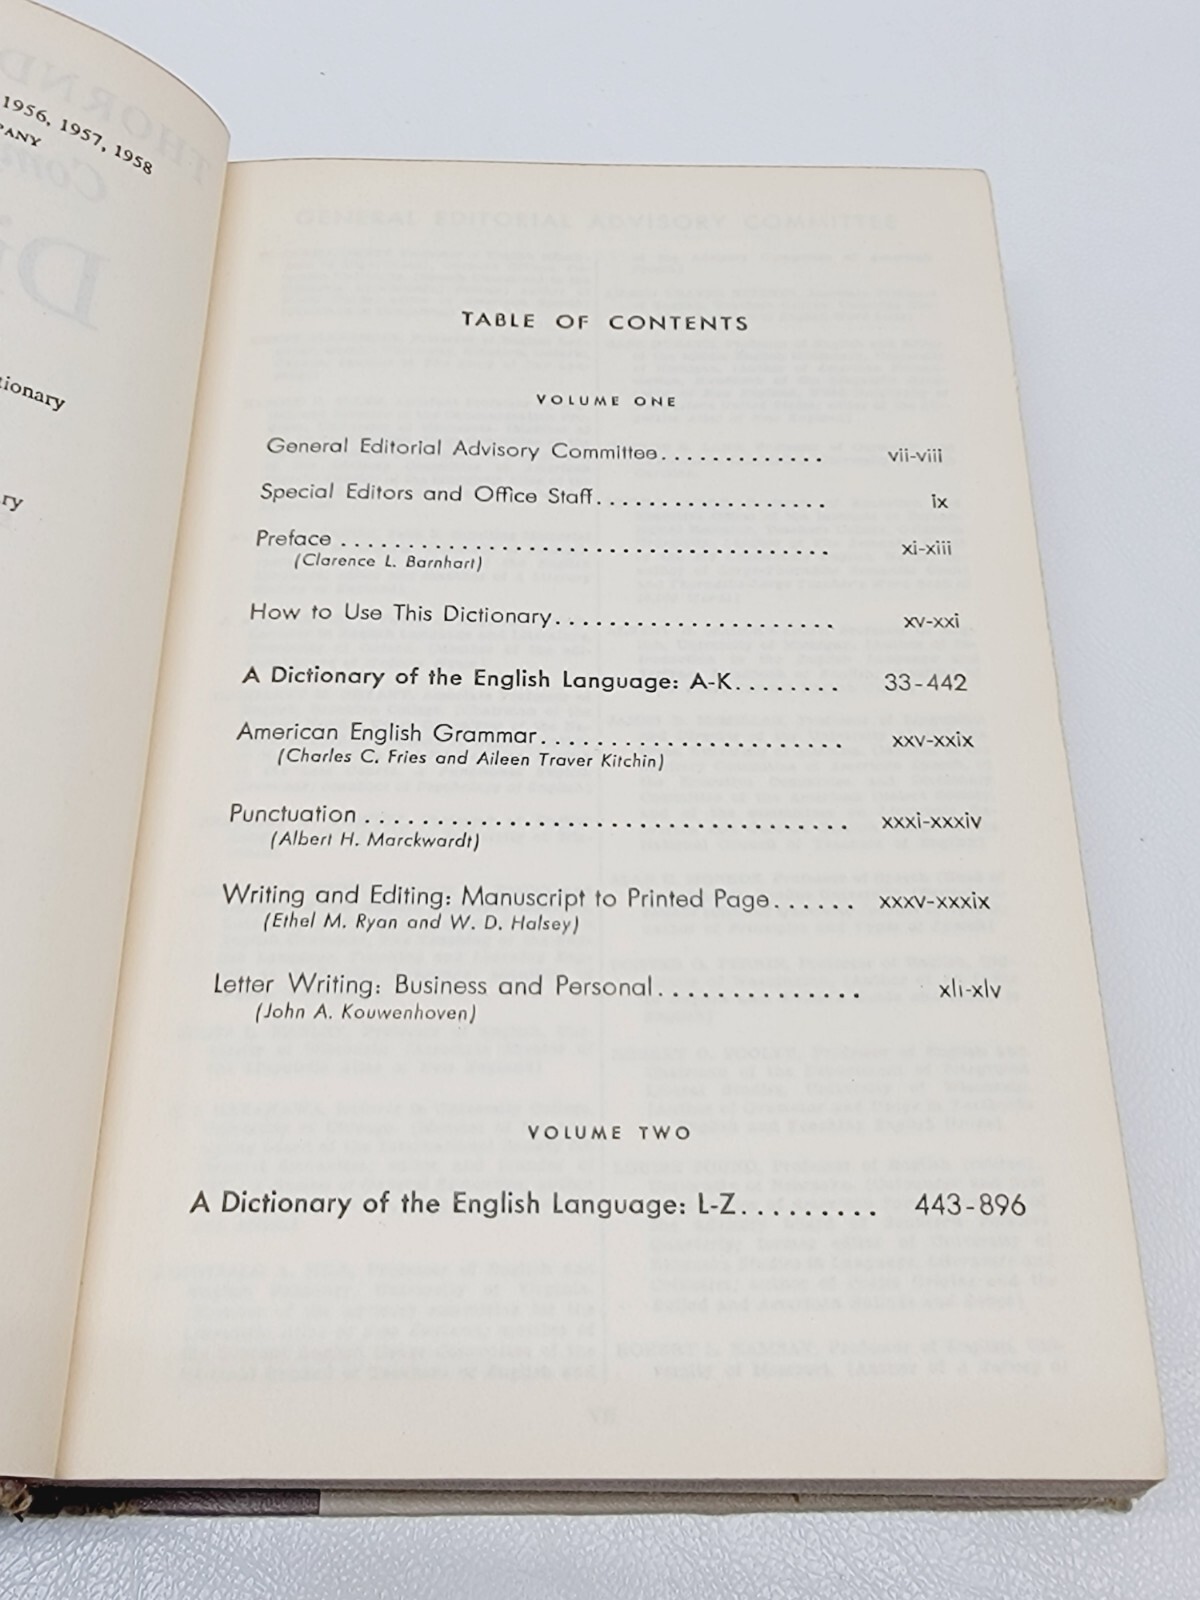 1956, 1957, 1958
TABLE OF CONTENTS
VOLUME ONE
General Editorial Advisory Committee.............. vii-viii
Special Editors and Office Staff.................. ix
Preface ..................................... xi-xiii
(Clarence L. Barnhart)
How to Use This Dictionary...................... xv-xxi
A Dictionary of the English Language: A-K........ 33-442
American English Grammar........................ xxv-xxix
(Charles C. Fries and Aileen Traver Kitchin)
Punctuation ..................................... xxxi-xxxiv
(Albert H. Marckwardt)
Writing and Editing: Manuscript to Printed Page...... xxxv-xxxix
(Ethel M. Ryan and W. D. Halsey)
Letter Writing: Business and Personal................ xli-xlv
(John A. Kouwenhoven)
VOLUME TWO
A Dictionary of the English Language: L-Z......... 443-896